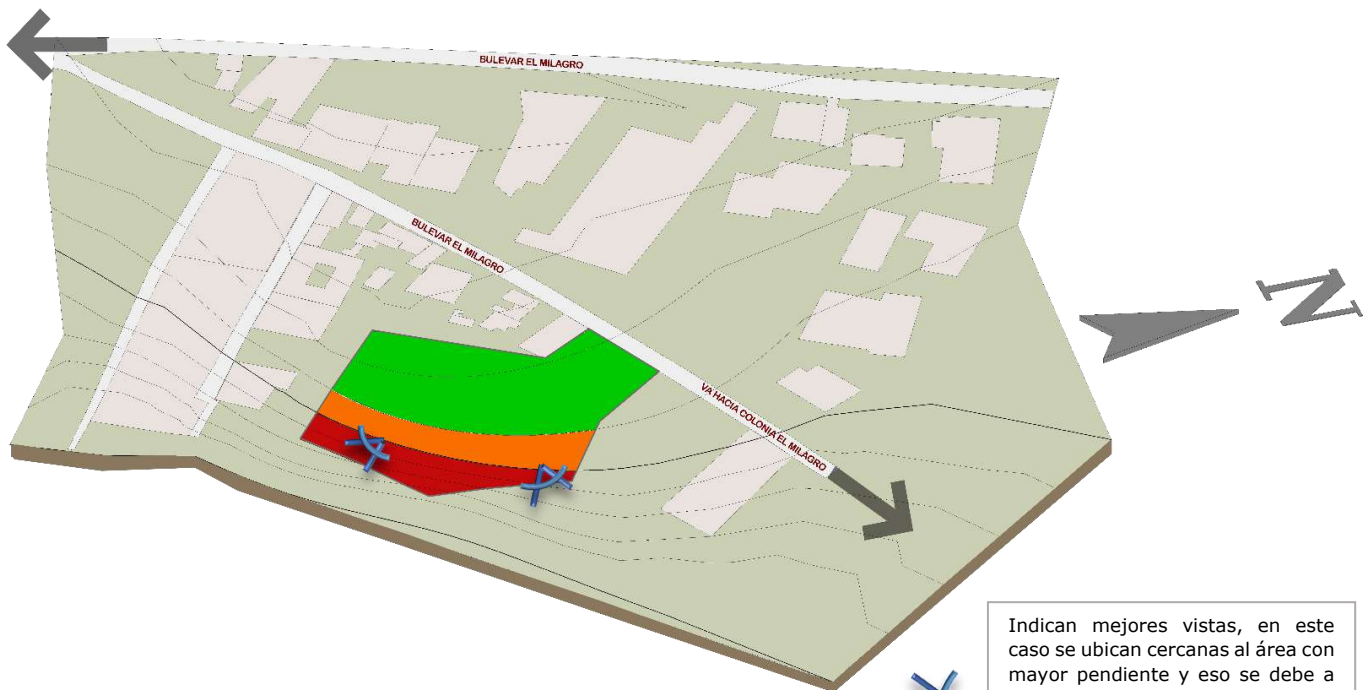 BULEVAR EL MILAGRO
BULEVAR EL MILAGRO
N
VA HACIA COLONIA EL MILAGRO
Indican mejores vistas, en este
caso se ubican cercanas al área con
mayor pendiente y eso se debe a